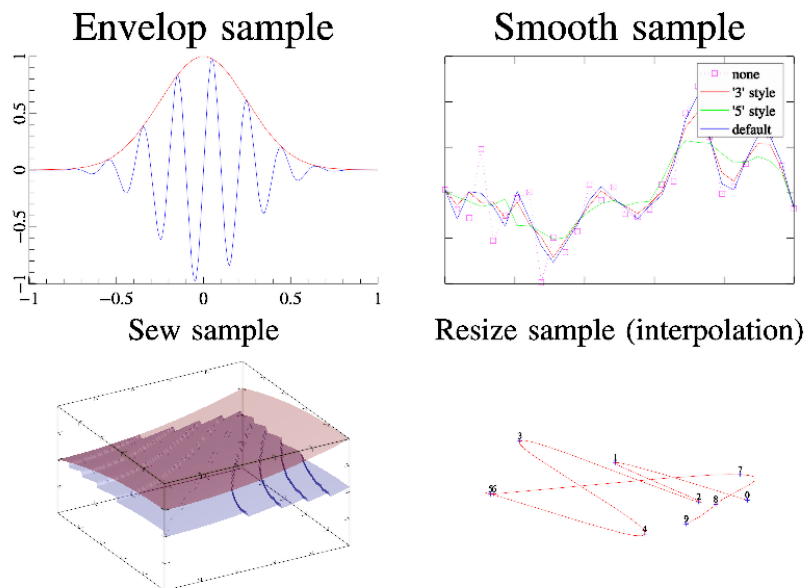 Envelop sample
1
0.5
0
−0.5
−1
−1
−0.5
0
0.5
1
Smooth sample
none
'3' style
'5' style
default
Sew sample
Resize sample (interpolation)
3
1
7
56
2
8
0
9
4